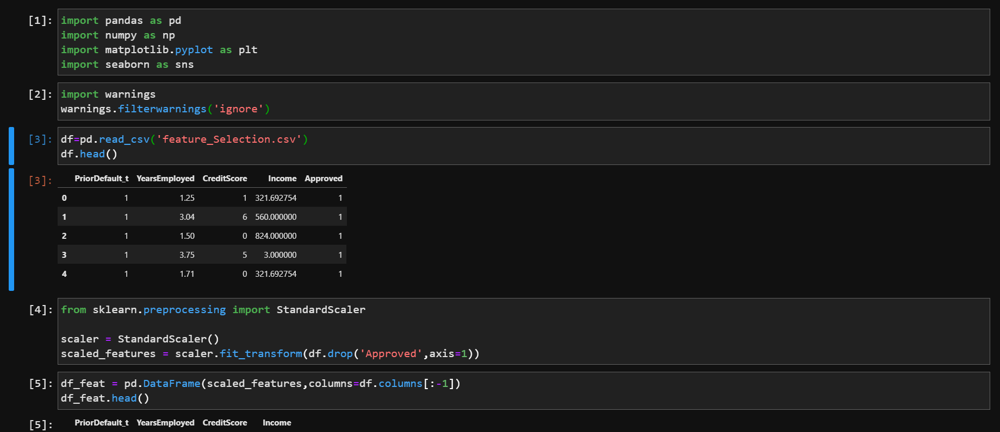 [1]: import pandas as pd
import numpy as np
import matplotlib.pyplot as plt
import seaborn as sns
[2]: import warnings
warnings.filterwarnings('ignore')
[3]: df=pd.read_csv('feature_Selection.csv')
df.head()
[3]: PriorDefault_t YearsEmployed CreditScore Income Approved
0 1 1.25 1 321.692754 1
1 1 3.04 6 560.000000 1
2 1 1.50 0 824.000000 1
3 1 3.75 5 3.000000 1
4 1 1.71 0 321.692754 1
[4]: from sklearn.preprocessing import StandardScaler
scaler = StandardScaler()
scaled_features = scaler.fit_transform(df.drop('Approved',axis=1))
[5]: df_feat = pd.DataFrame(scaled_features,columns=df.columns[:-1])
df_feat.head()
[5]: PriorDefault_t YearsEmployed CreditScore Income